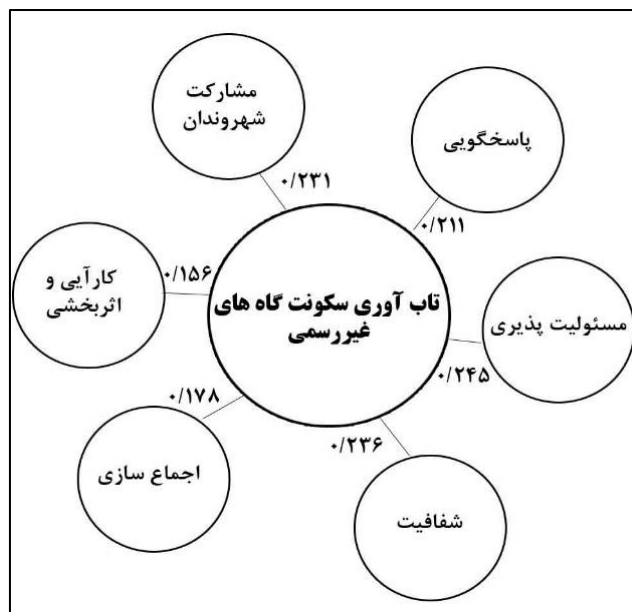 مشارکت
شهروندان
۰/۲۳۱
پاسخگویی
۰/۲۱۱
کارآیی و
اثربخشی
۰/۱۵۶
تاب آوری سکونت گاه های
غیررسمی
مسئولیت پذیری
۰/۲۴۵
اجماع سازی
۰/۱۷۸
شفافیت
۰/۲۳۶